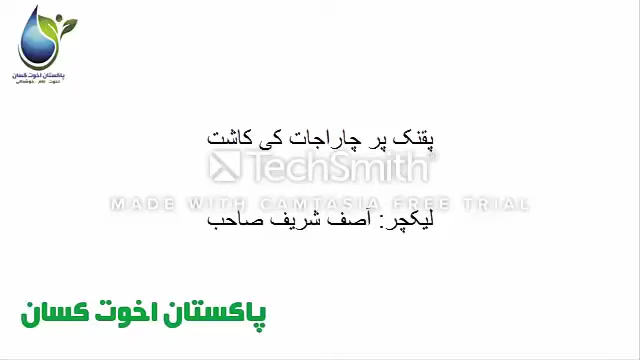 پاکستان اخوت کسان
پقنک پر چاراجات کی کاشت
TechSmith
MADE WITH CAMTASIA FREE TRIAL
لیکچر: آصف شریف صاحب
پاکستان اخوت کسان